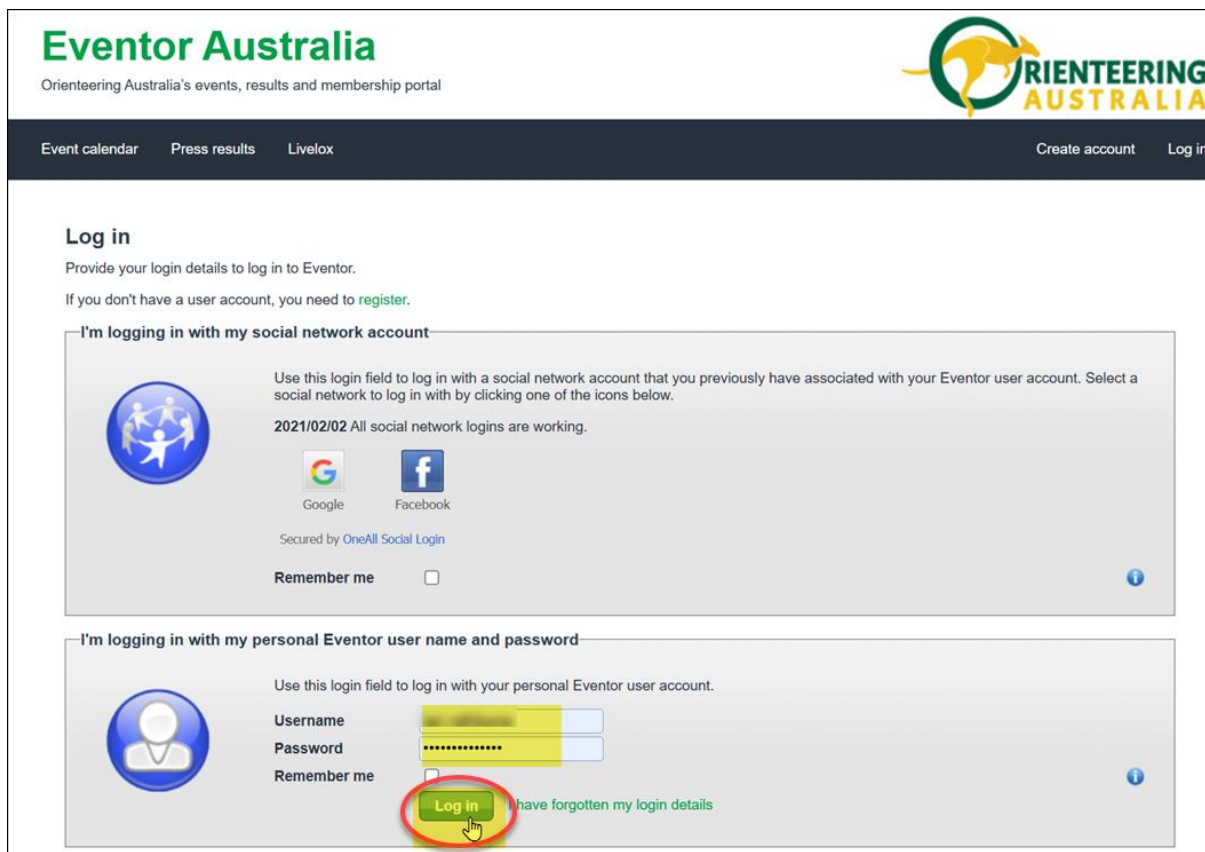 Eventor Australia
Orienteering Australia's events, results and membership portal
RIENTEERING
AUSTRALIA
Event calendar Press results Livelox Create account Log in
Log in
Provide your login details to log in to Eventor.
If you don't have a user account, you need to register.
I'm logging in with my social network account
Use this login field to log in with a social network account that you previously have associated with your Eventor user account. Select a
social network to log in with by clicking one of the icons below.
2021/02/02 All social network logins are working.
Google Facebook
Secured by OneAll Social Login
Remember me
I'm logging in with my personal Eventor user name and password
Use this login field to log in with your personal Eventor user account.
Username
Password ••••••••••••••
Remember me
Log in I have forgotten my login details